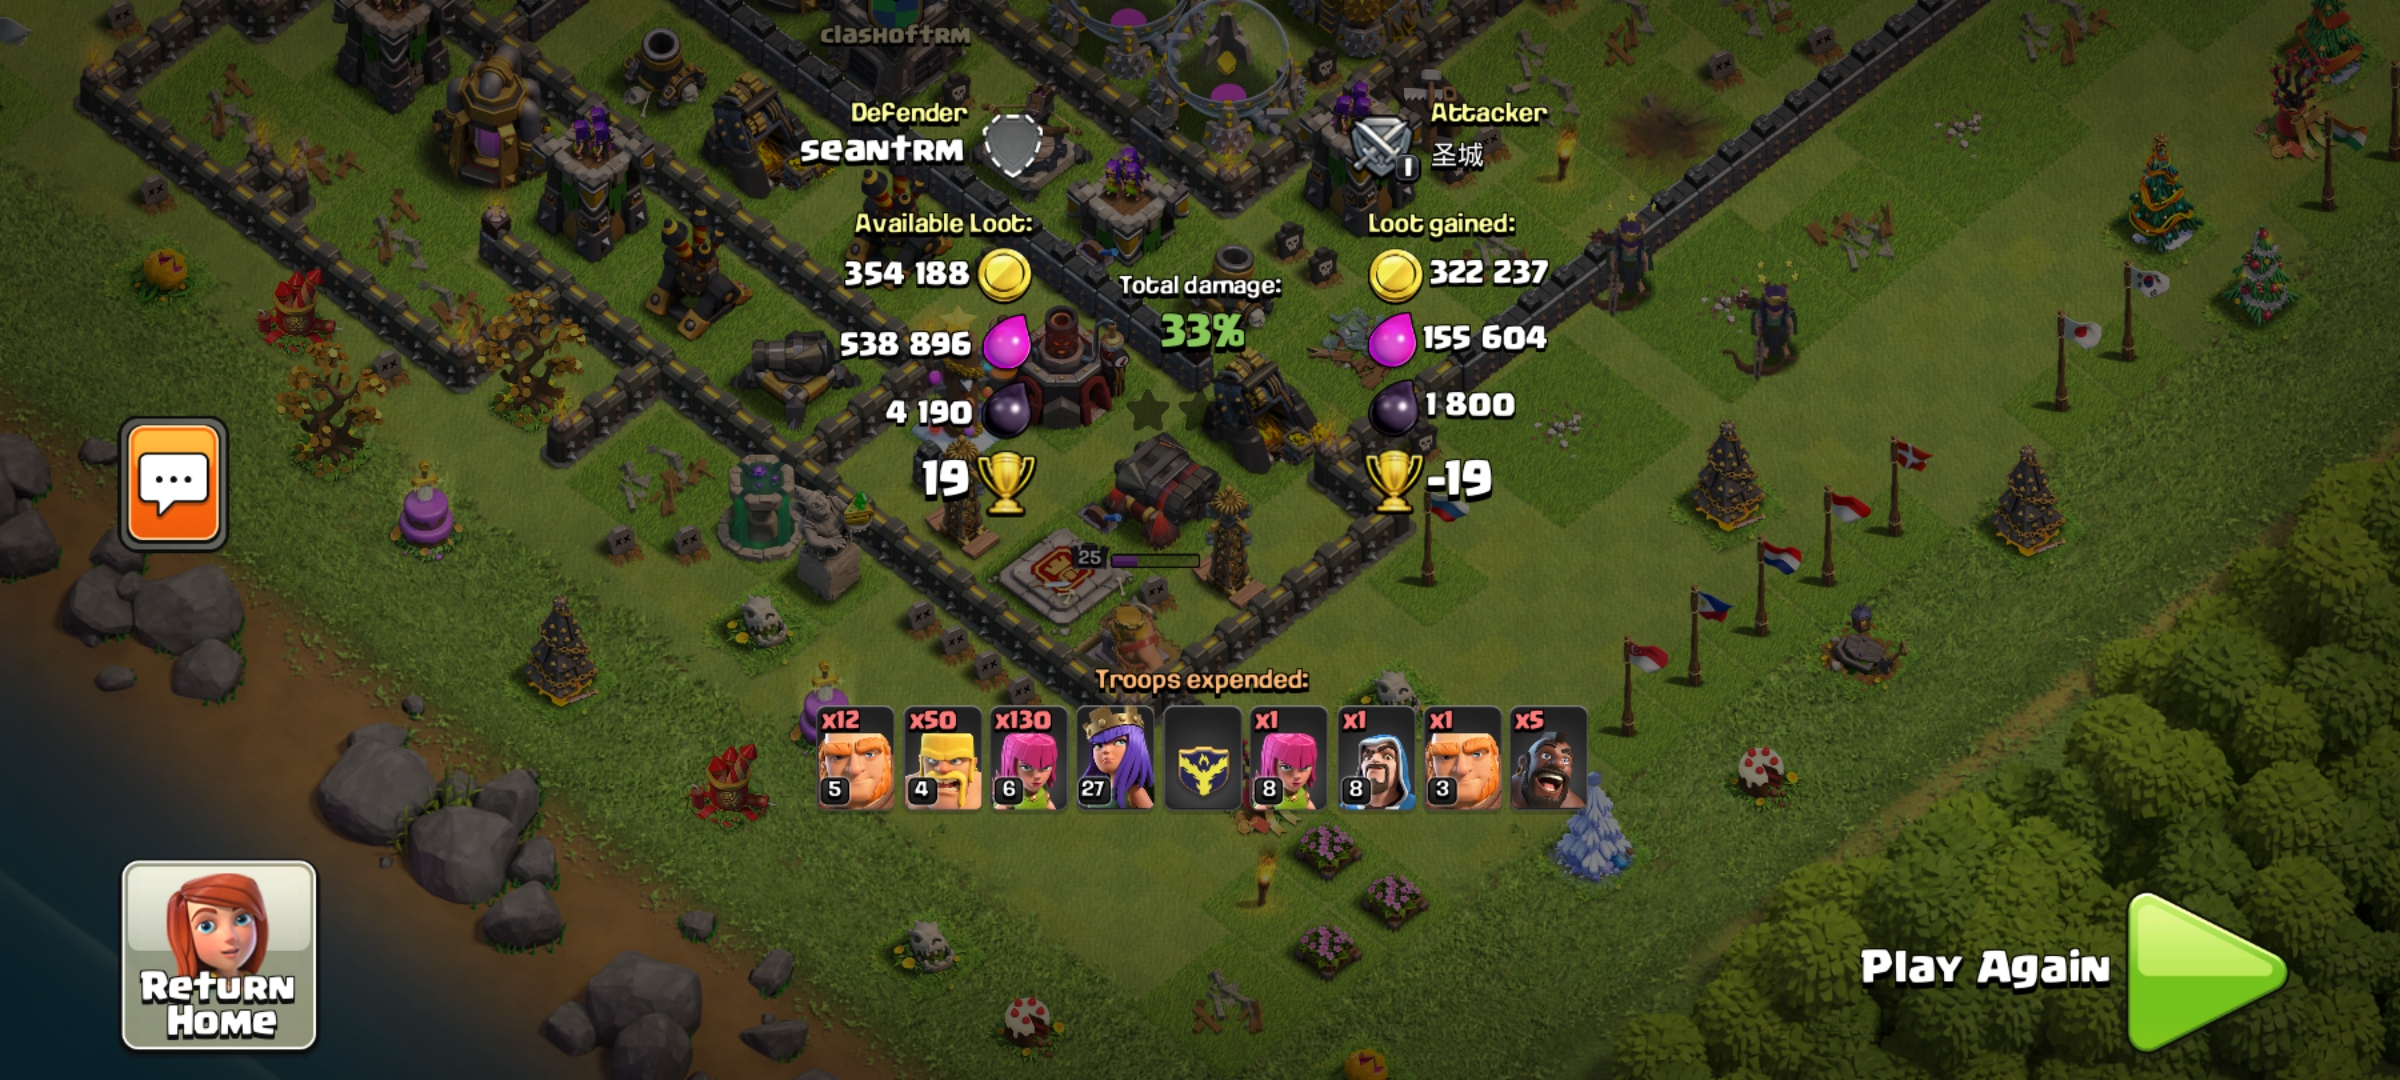 clashoftRM
Defender
seantRM
Attacker
圣城
1
Available Loot:
354 188
538 896
4 190
19
Total damage:
33%
Loot gained:
322 237
155 604
1 800
-19
25
Troops expended:
x12 x50 x130 x1 x1 x1 x5
5 4 6 27 8 8 3
Return
Home
Play Again